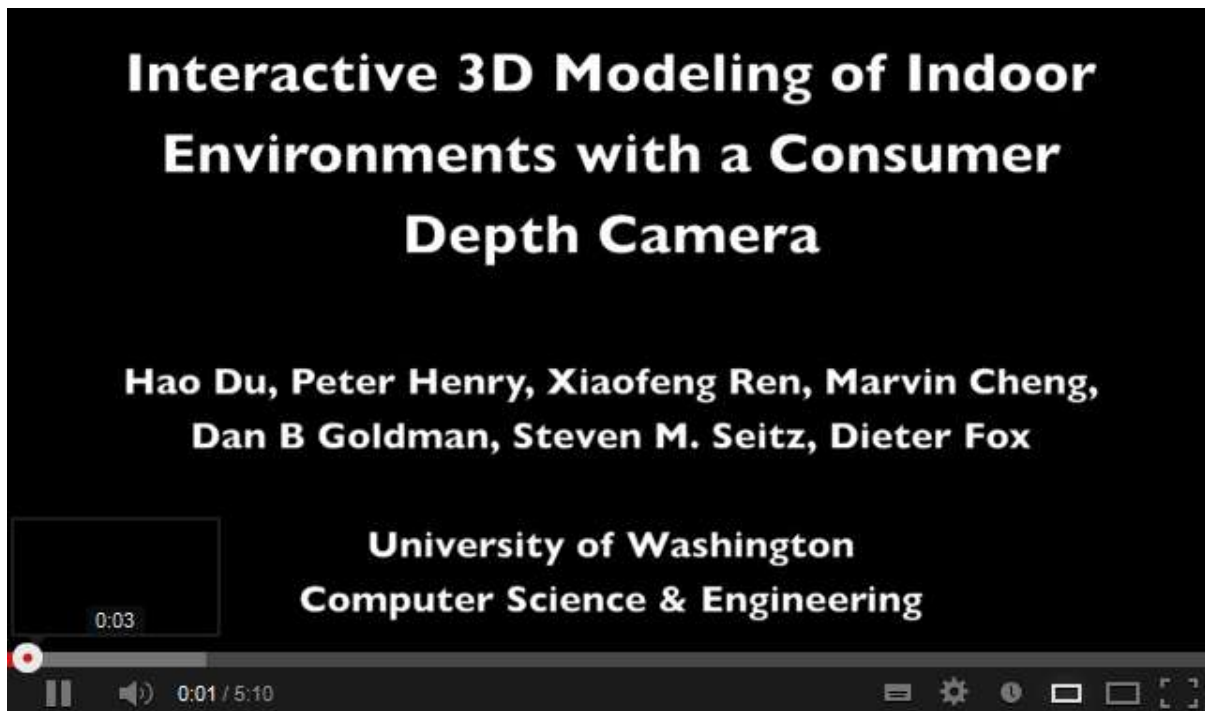 Interactive 3D Modeling of Indoor
Environments with a Consumer
Depth Camera
Hao Du, Peter Henry, Xiaofeng Ren, Marvin Cheng,
Dan B Goldman, Steven M. Seitz, Dieter Fox
University of Washington
Computer Science & Engineering
0:03
0:01 / 5:10